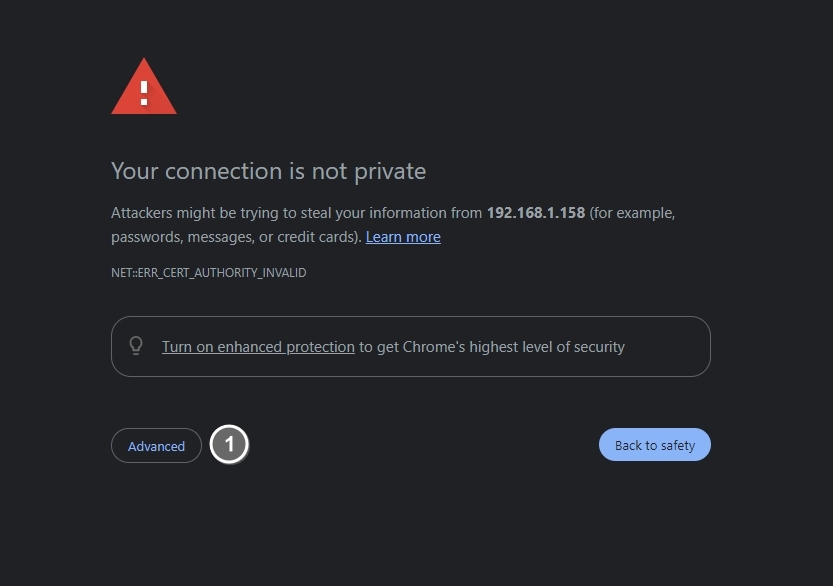 Your connection is not private
Attackers might be trying to steal your information from 192.168.1.158 (for example,
passwords, messages, or credit cards). Learn more
NET::ERR_CERT_AUTHORITY_INVALID
Turn on enhanced protection to get Chrome's highest level of security
Advanced 1 Back to safety